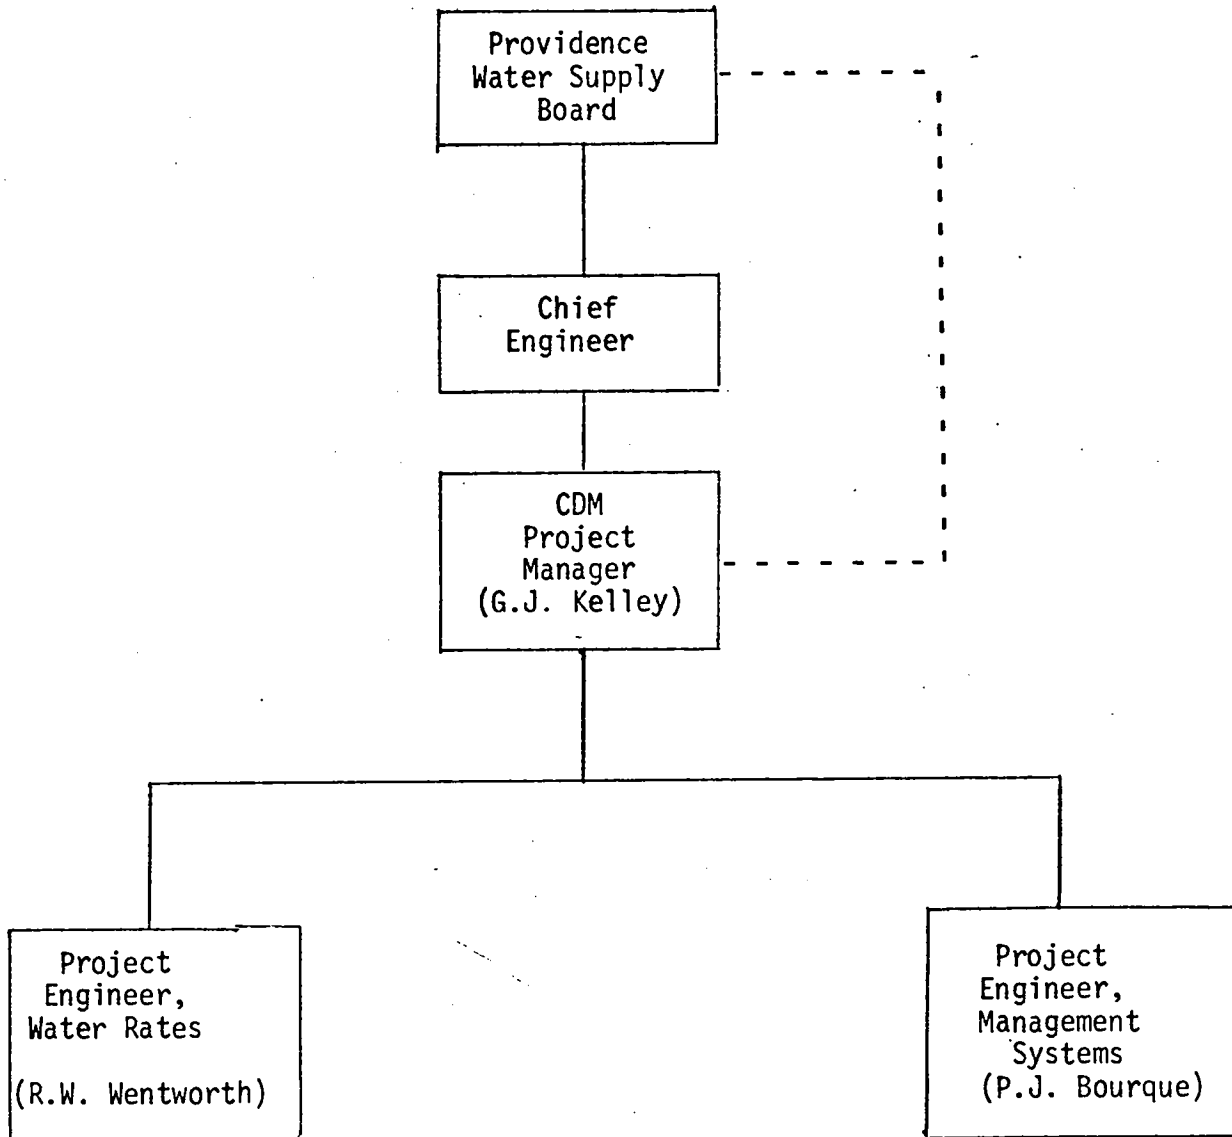 Providence
Water Supply
Board
Chief
Engineer
CDM
Project
Manager
(G.J. Kelley)
Project
Engineer,
Water Rates
(R.W. Wentworth)
Project
Engineer,
Management
Systems
(P.J. Bourque)